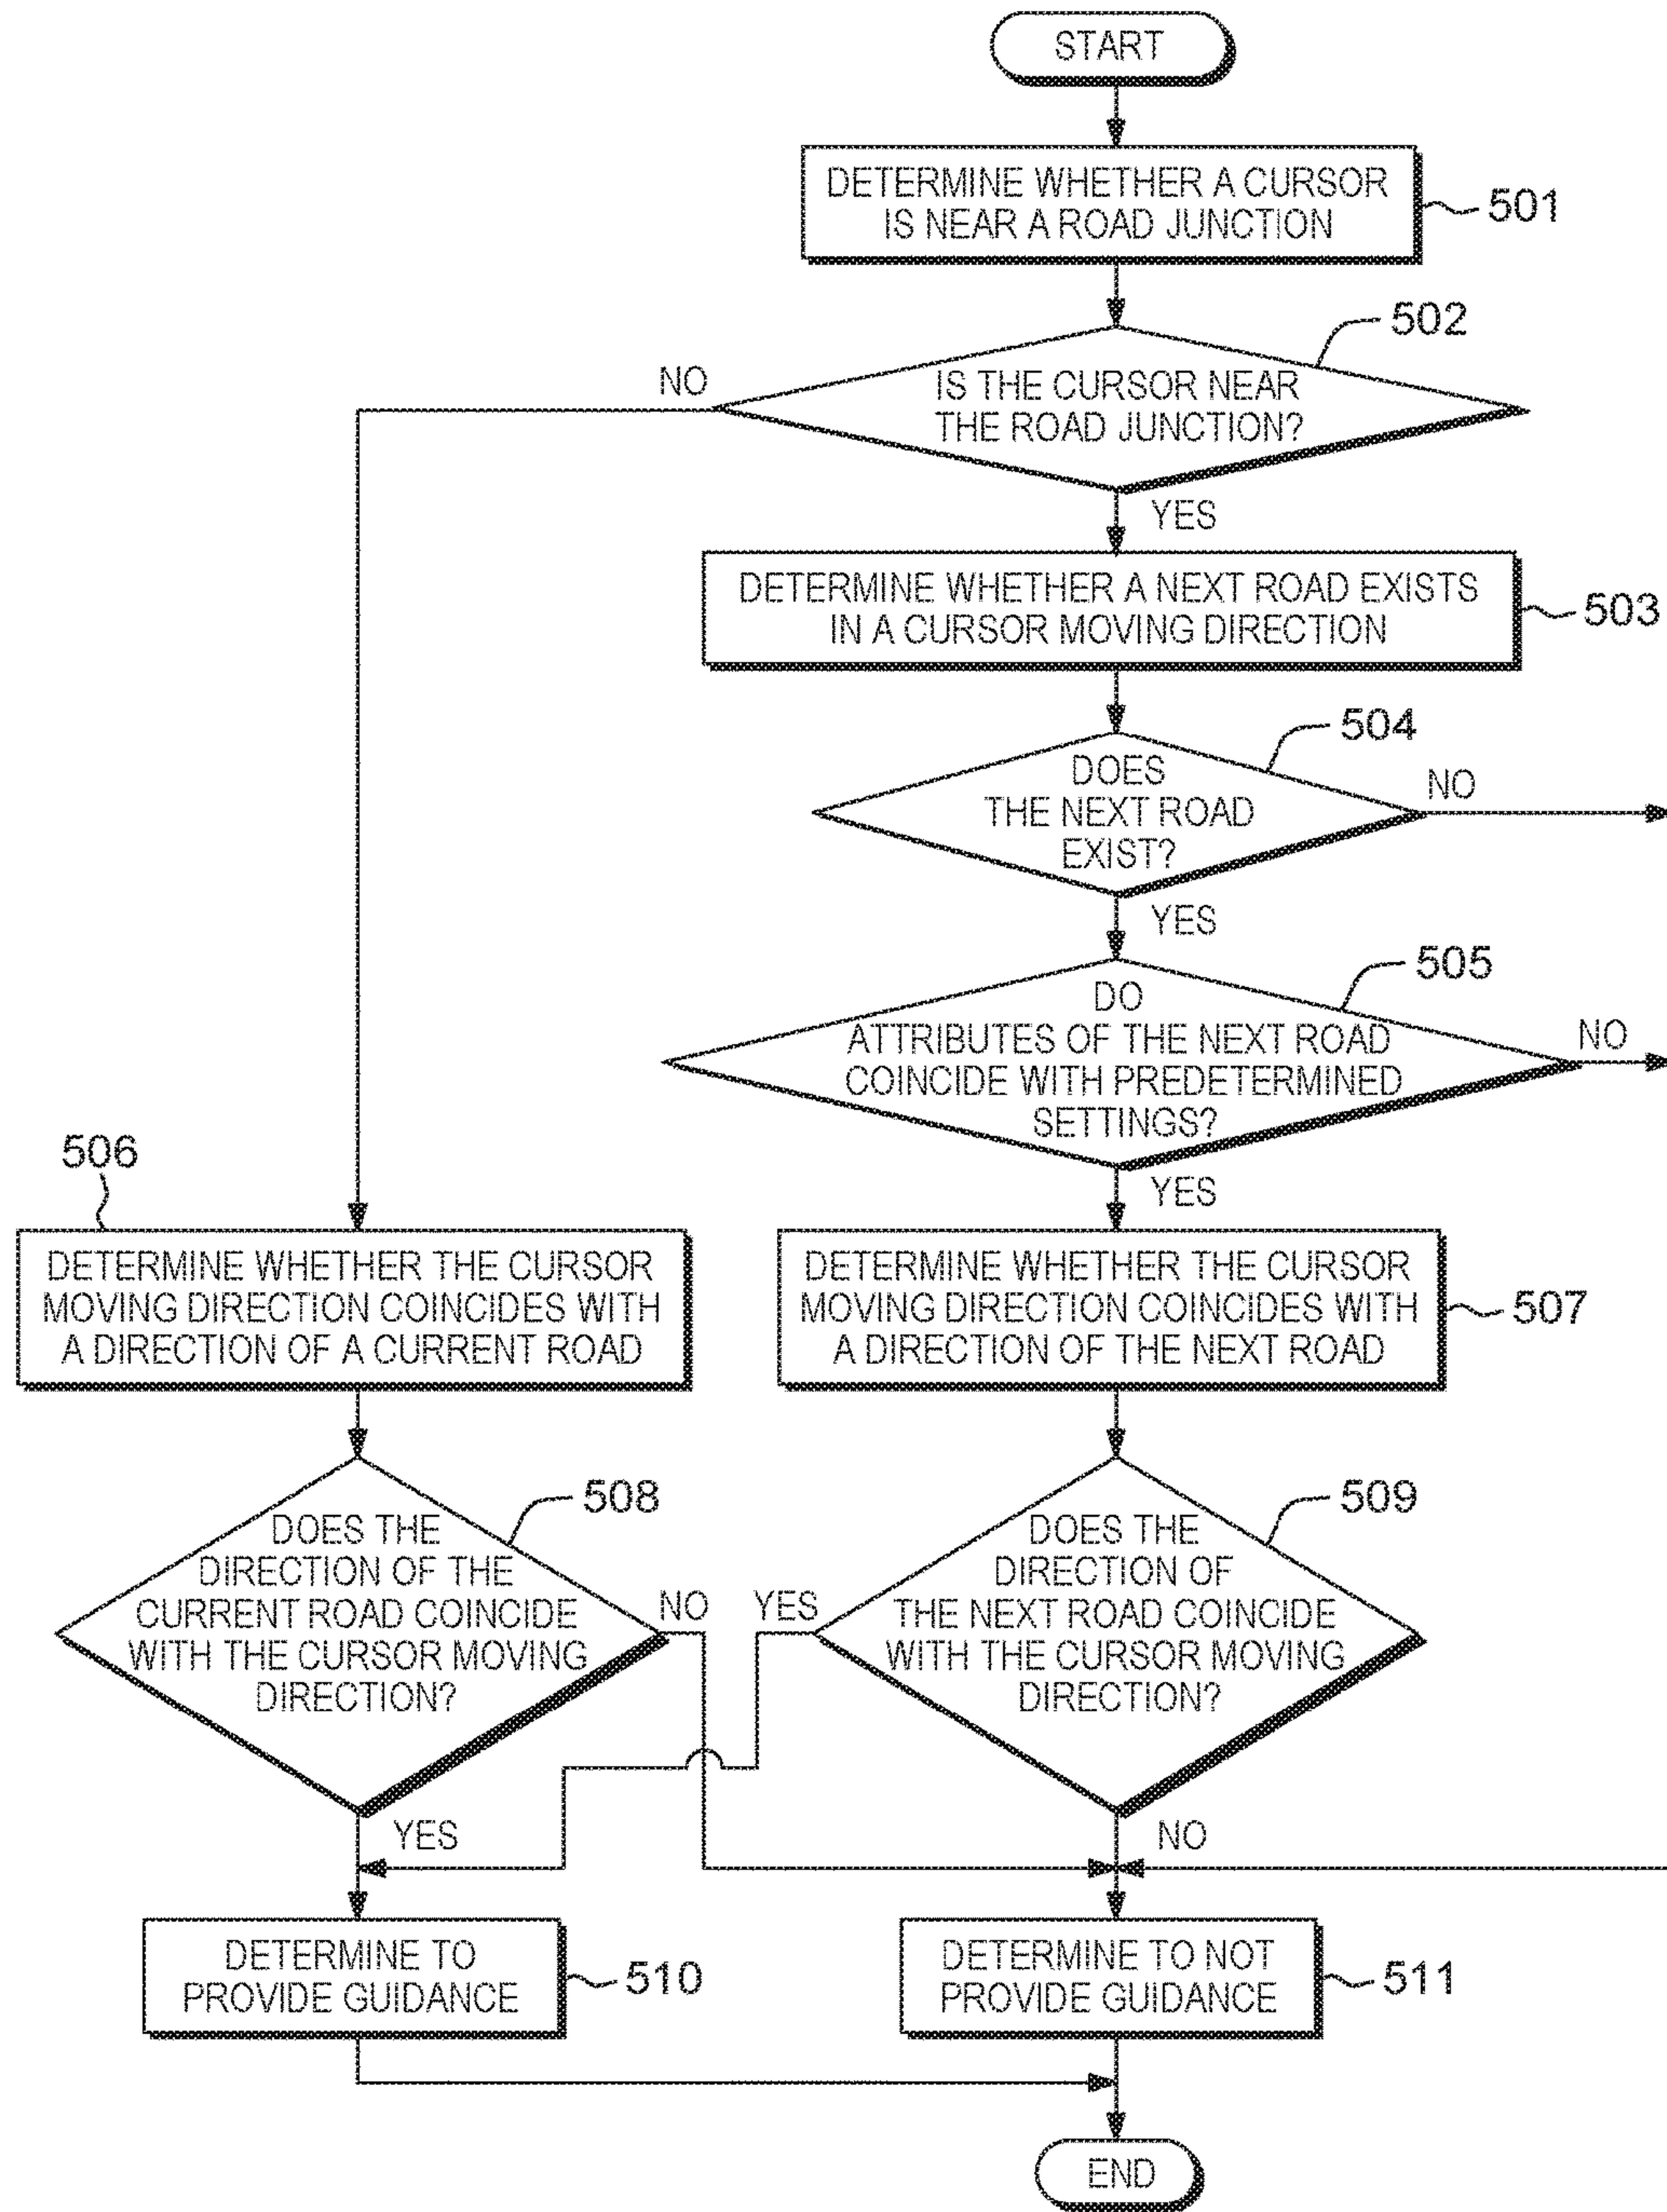 START
DETERMINE WHETHER A CURSOR
IS NEAR A ROAD JUNCTION
501
502
IS THE CURSOR NEAR
THE ROAD JUNCTION?
NO
YES
DETERMINE WHETHER A NEXT ROAD EXISTS
IN A CURSOR MOVING DIRECTION
503
504
DOES
THE NEXT ROAD
EXIST?
NO
YES
505
DO
ATTRIBUTES OF THE NEXT ROAD
COINCIDE WITH PREDETERMINED
SETTINGS?
NO
YES
506
DETERMINE WHETHER THE CURSOR
MOVING DIRECTION COINCIDES WITH
A DIRECTION OF A CURRENT ROAD
DETERMINE WHETHER THE CURSOR
MOVING DIRECTION COINCIDES WITH
A DIRECTION OF THE NEXT ROAD
507
508
DOES THE
DIRECTION OF THE
CURRENT ROAD COINCIDE
WITH THE CURSOR MOVING
DIRECTION?
NO
YES
509
DOES THE
DIRECTION OF
THE NEXT ROAD COINCIDE
WITH THE CURSOR MOVING
DIRECTION?
YES
NO
DETERMINE TO
PROVIDE GUIDANCE
510
DETERMINE TO NOT
PROVIDE GUIDANCE
511
END